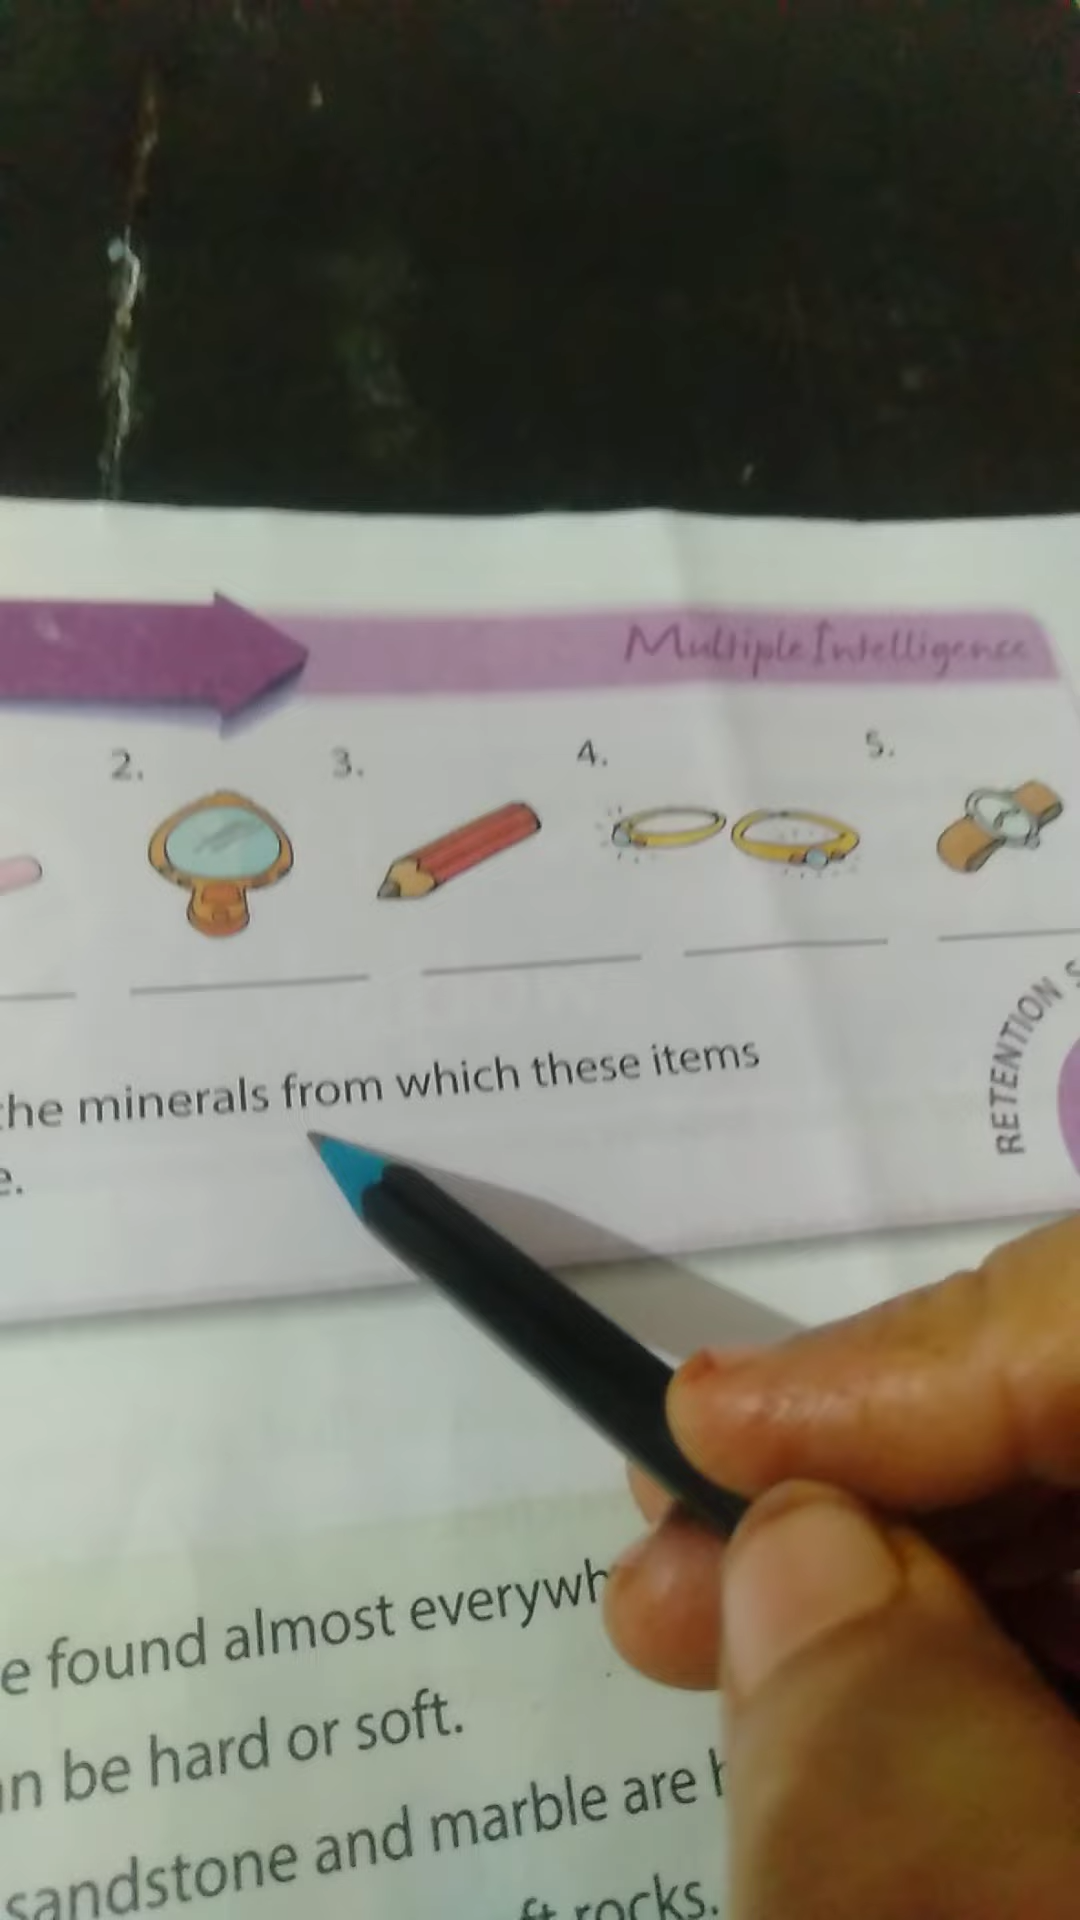 Multiple Intelligence
2. 3. 4. 5.
the minerals from which these items
RETENTION
found almost everywh
be hard or soft.
sandstone and marble are
rocks.